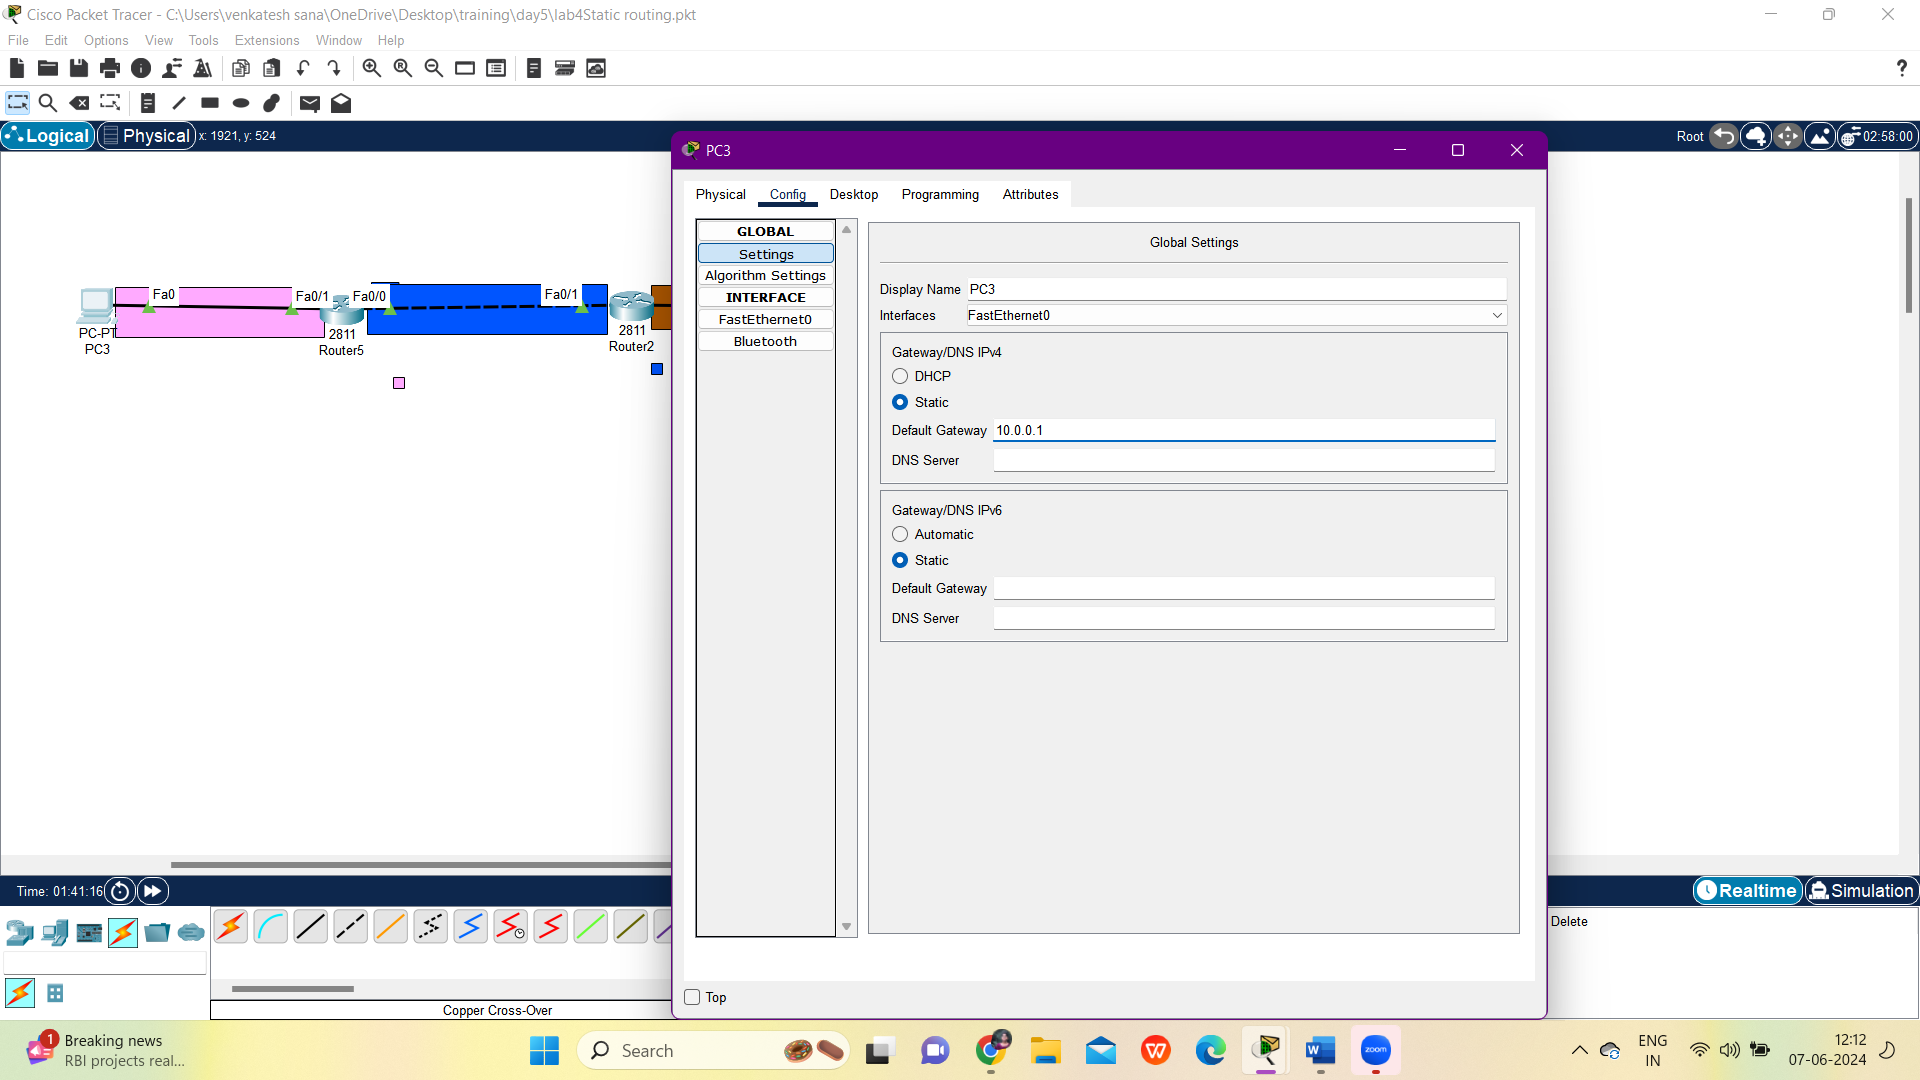 Cisco Packet Tracer - C:\Users\venkatesh sana\OneDrive\Desktop\training\day5\lab4Static routing.pkt
File Edit Options View Tools Extensions Window Help
?
Logical Physical x: 1921, y: 524
Root 02:58:00
Fa0 Fa0/1 Fa0/0 Fa0/1
PC-PT
PC3
2811
Router5
2811
Router2
PC3
Physical Config Desktop Programming Attributes
GLOBAL
Settings
Algorithm Settings
INTERFACE
FastEthernet0
Bluetooth
Global Settings
Display Name PC3
Interfaces FastEthernet0
Gateway/DNS IPv4
DHCP
Static
Default Gateway 10.0.0.1
DNS Server
Gateway/DNS IPv6
Automatic
Static
Default Gateway
DNS Server
Top
Time: 01:41:16
Realtime Simulation
Delete
Copper Cross-Over
1
Breaking news
RBI projects real...
Search
zoom
ENG
IN
12:12
07-06-2024